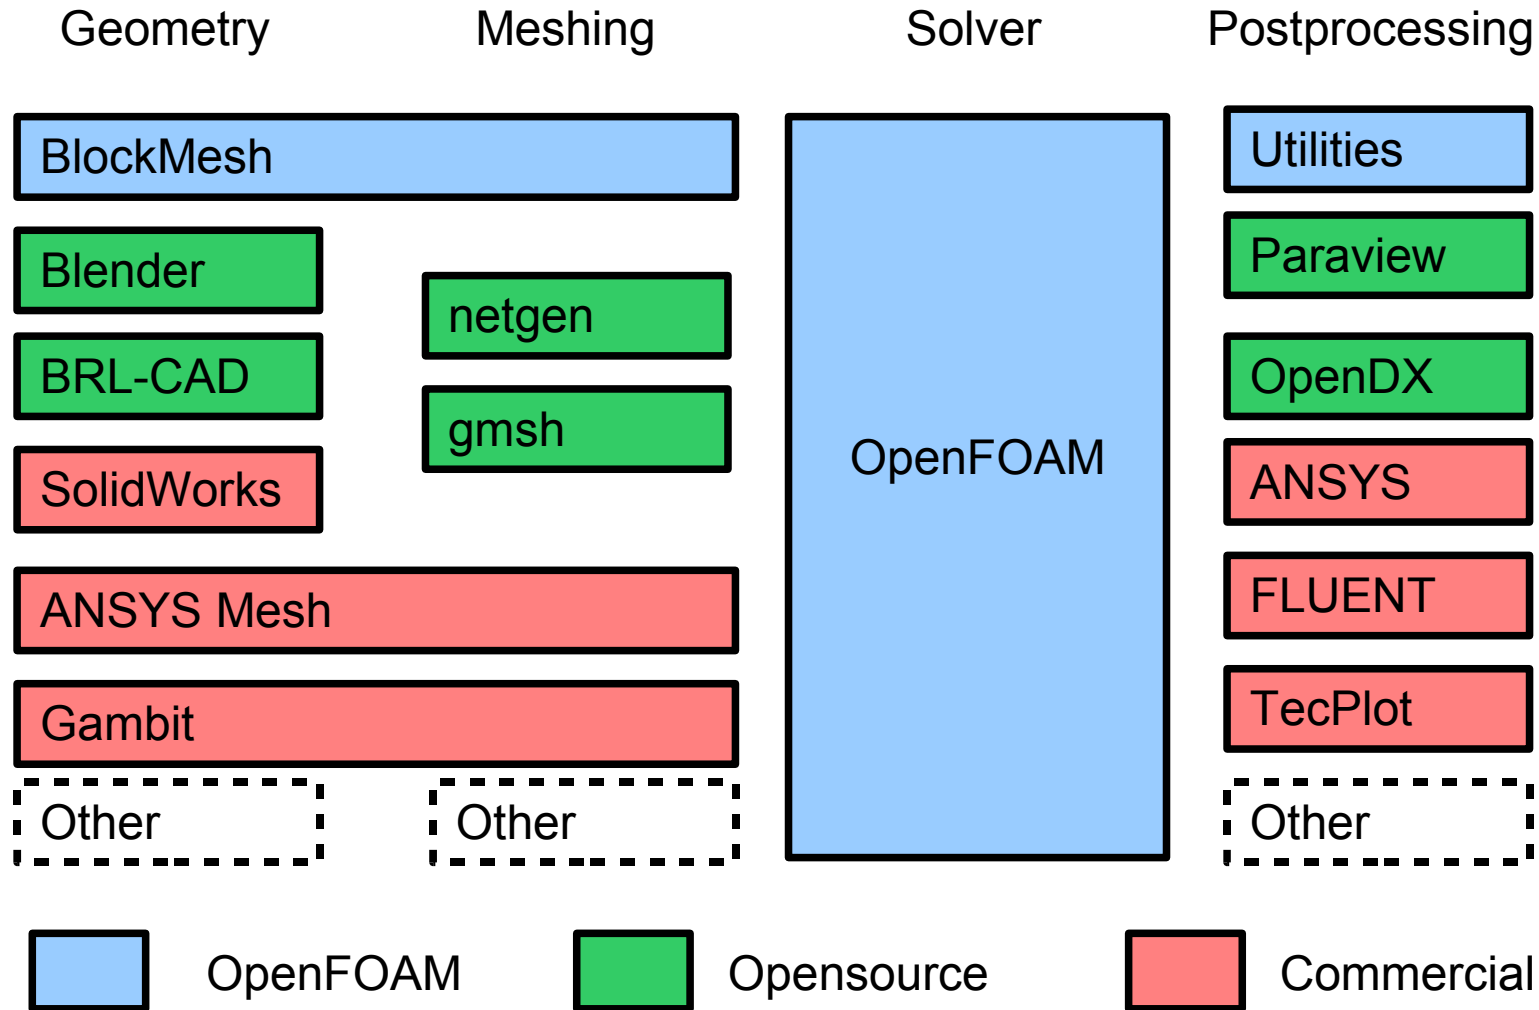 Geometry
Meshing
Solver
Postprocessing
BlockMesh
Blender
BRL-CAD
SolidWorks
netgen
gmsh
ANSYS Mesh
Gambit
Other
Other
OpenFOAM
Utilities
Paraview
OpenDX
ANSYS
FLUENT
TecPlot
Other
OpenFOAM
Opensource
Commercial